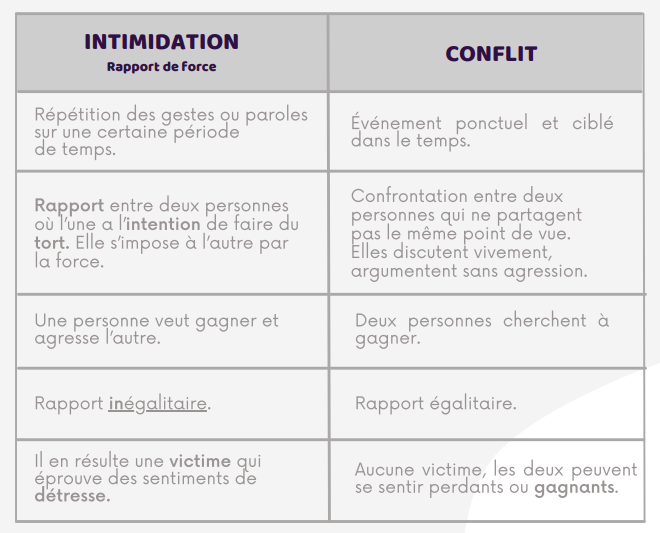 INTIMIDATION
Rapport de force
CONFLIT
Répétition des gestes ou paroles
sur une certaine période
de temps.
Événement ponctuel et ciblé
dans le temps.
Rapport entre deux personnes
où l'une a l'intention de faire du
tort. Elle s'impose à l'autre par
la force.
Confrontation entre deux
personnes qui ne partagent
pas le même point de vue.
Elles discutent vivement,
argumentent sans agression.
Une personne veut gagner et
agresse l'autre.
Deux personnes cherchent à
gagner.
Rapport inégalitaire.
Rapport égalitaire.
Il en résulte une victime qui
éprouve des sentiments de
détresse.
Aucune victime, les deux peuvent
se sentir perdants ou gagnants.